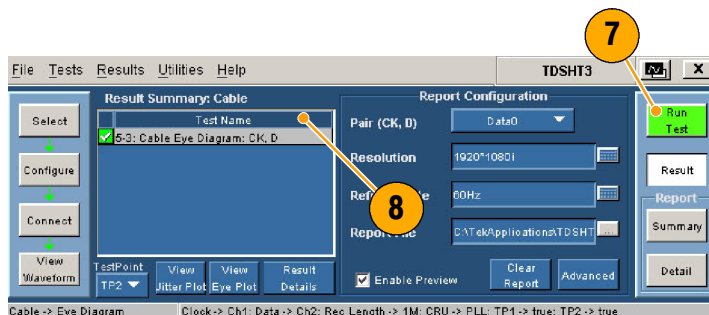 7
File Tests Results Utilities Help TDSHT3 X
Result Summary: Cable
Report Configuration
Select
Test Name
5-3: Cable Eye Diagram: CK, D
Pair (CK, D) Data0
Run Test
Configure
Resolution 1920*1080i
Result
8
60Hz
Report
Connect
Report File C:\TekApplications\TDSHT ...
Summary
View Waveform
TestPoint
TP2
View Jitter Plot
View Eye Plot
Result Details
Enable Preview
Clear Report
Advanced
Detail
Cable -> Eye Diagram Clock-> Ch1: Data-> Ch2: Rec Length-> 1M: CRU-> PLL: TP1-> true: TP2-> true